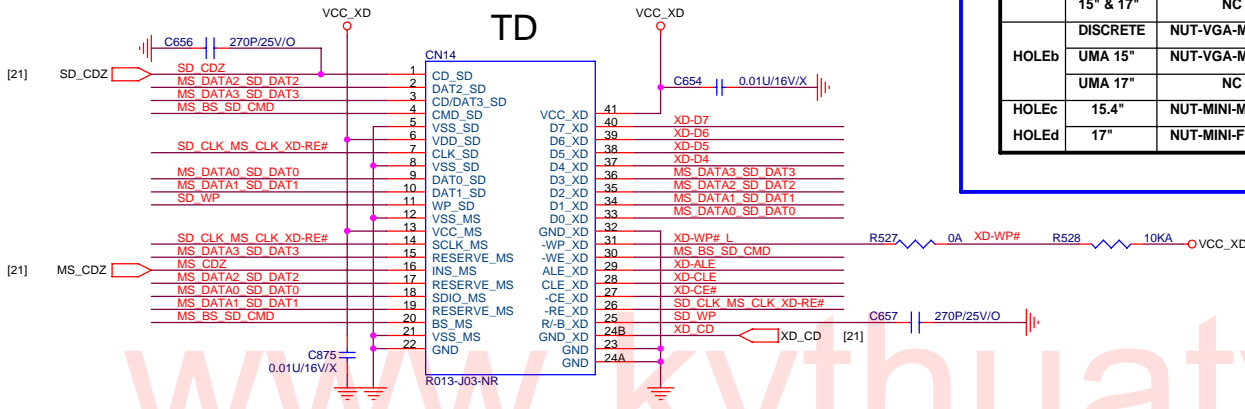 VCC_XD
TD
VCC_XD
C656
270P/25V/O
CN14
[21]
SD_CDZ
SD_CDZ
1
CD_SD
MS_DATA2_SD_DAT2
2
DAT2_SD
MS_DATA3_SD_DAT3
3
CD/DAT3_SD
MS_BS_SD_CMD
4
CMD_SD
5
VSS_SD
6
VDD_SD
SD_CLK_MS_CLK_XD-RE#
7
CLK_SD
8
VSS_SD
MS_DATA0_SD_DAT0
9
DAT0_SD
MS_DATA1_SD_DAT1
10
DAT1_SD
SD_WP
11
WP_SD
12
VSS_MS
13
VCC_MS
SD_CLK_MS_CLK_XD-RE#
14
SCLK_MS
MS_DATA3_SD_DAT3
15
RESERVE_MS
[21]
MS_CDZ
MS_CDZ
16
INS_MS
MS_DATA2_SD_DAT2
17
RESERVE_MS
MS_DATA0_SD_DAT0
18
SDIO_MS
MS_DATA1_SD_DAT1
19
RESERVE_MS
MS_BS_SD_CMD
20
BS_MS
21
VSS_MS
22
GND
C875
0.01U/16V/X
R013-J03-NR
C654
0.01U/16V/X
VCC_XD
41
D7_XD
40
XD-D7
D6_XD
39
XD-D6
D5_XD
38
XD-D5
D4_XD
37
XD-D4
D3_XD
36
MS_DATA3_SD_DAT3
D2_XD
35
MS_DATA2_SD_DAT2
D1_XD
34
MS_DATA1_SD_DAT1
D0_XD
33
MS_DATA0_SD_DAT0
GND_XD
32
-WP_XD
31
XD-WP#_L
R527
0A
XD-WP#
R528
10KA
VCC_XD
-WE_XD
30
MS_BS_SD_CMD
ALE_XD
29
XD-ALE
CLE_XD
28
XD-CLE
-CE_XD
27
XD-CE#
-RE_XD
26
SD_CLK_MS_CLK_XD-RE#
R/-B_XD
25
SD_WP
C657
270P/25V/O
GND_XD
24B
XD_CD
XD_CD
[21]
GND
23
GND
24A
15" & 17"
NC
HOLEb
DISCRETE
NUT-VGA-M
UMA 15"
NUT-VGA-M
UMA 17"
NC
HOLEc
15.4"
NUT-MINI-M
HOLEd
17"
NUT-MINI-F
www.kythuat